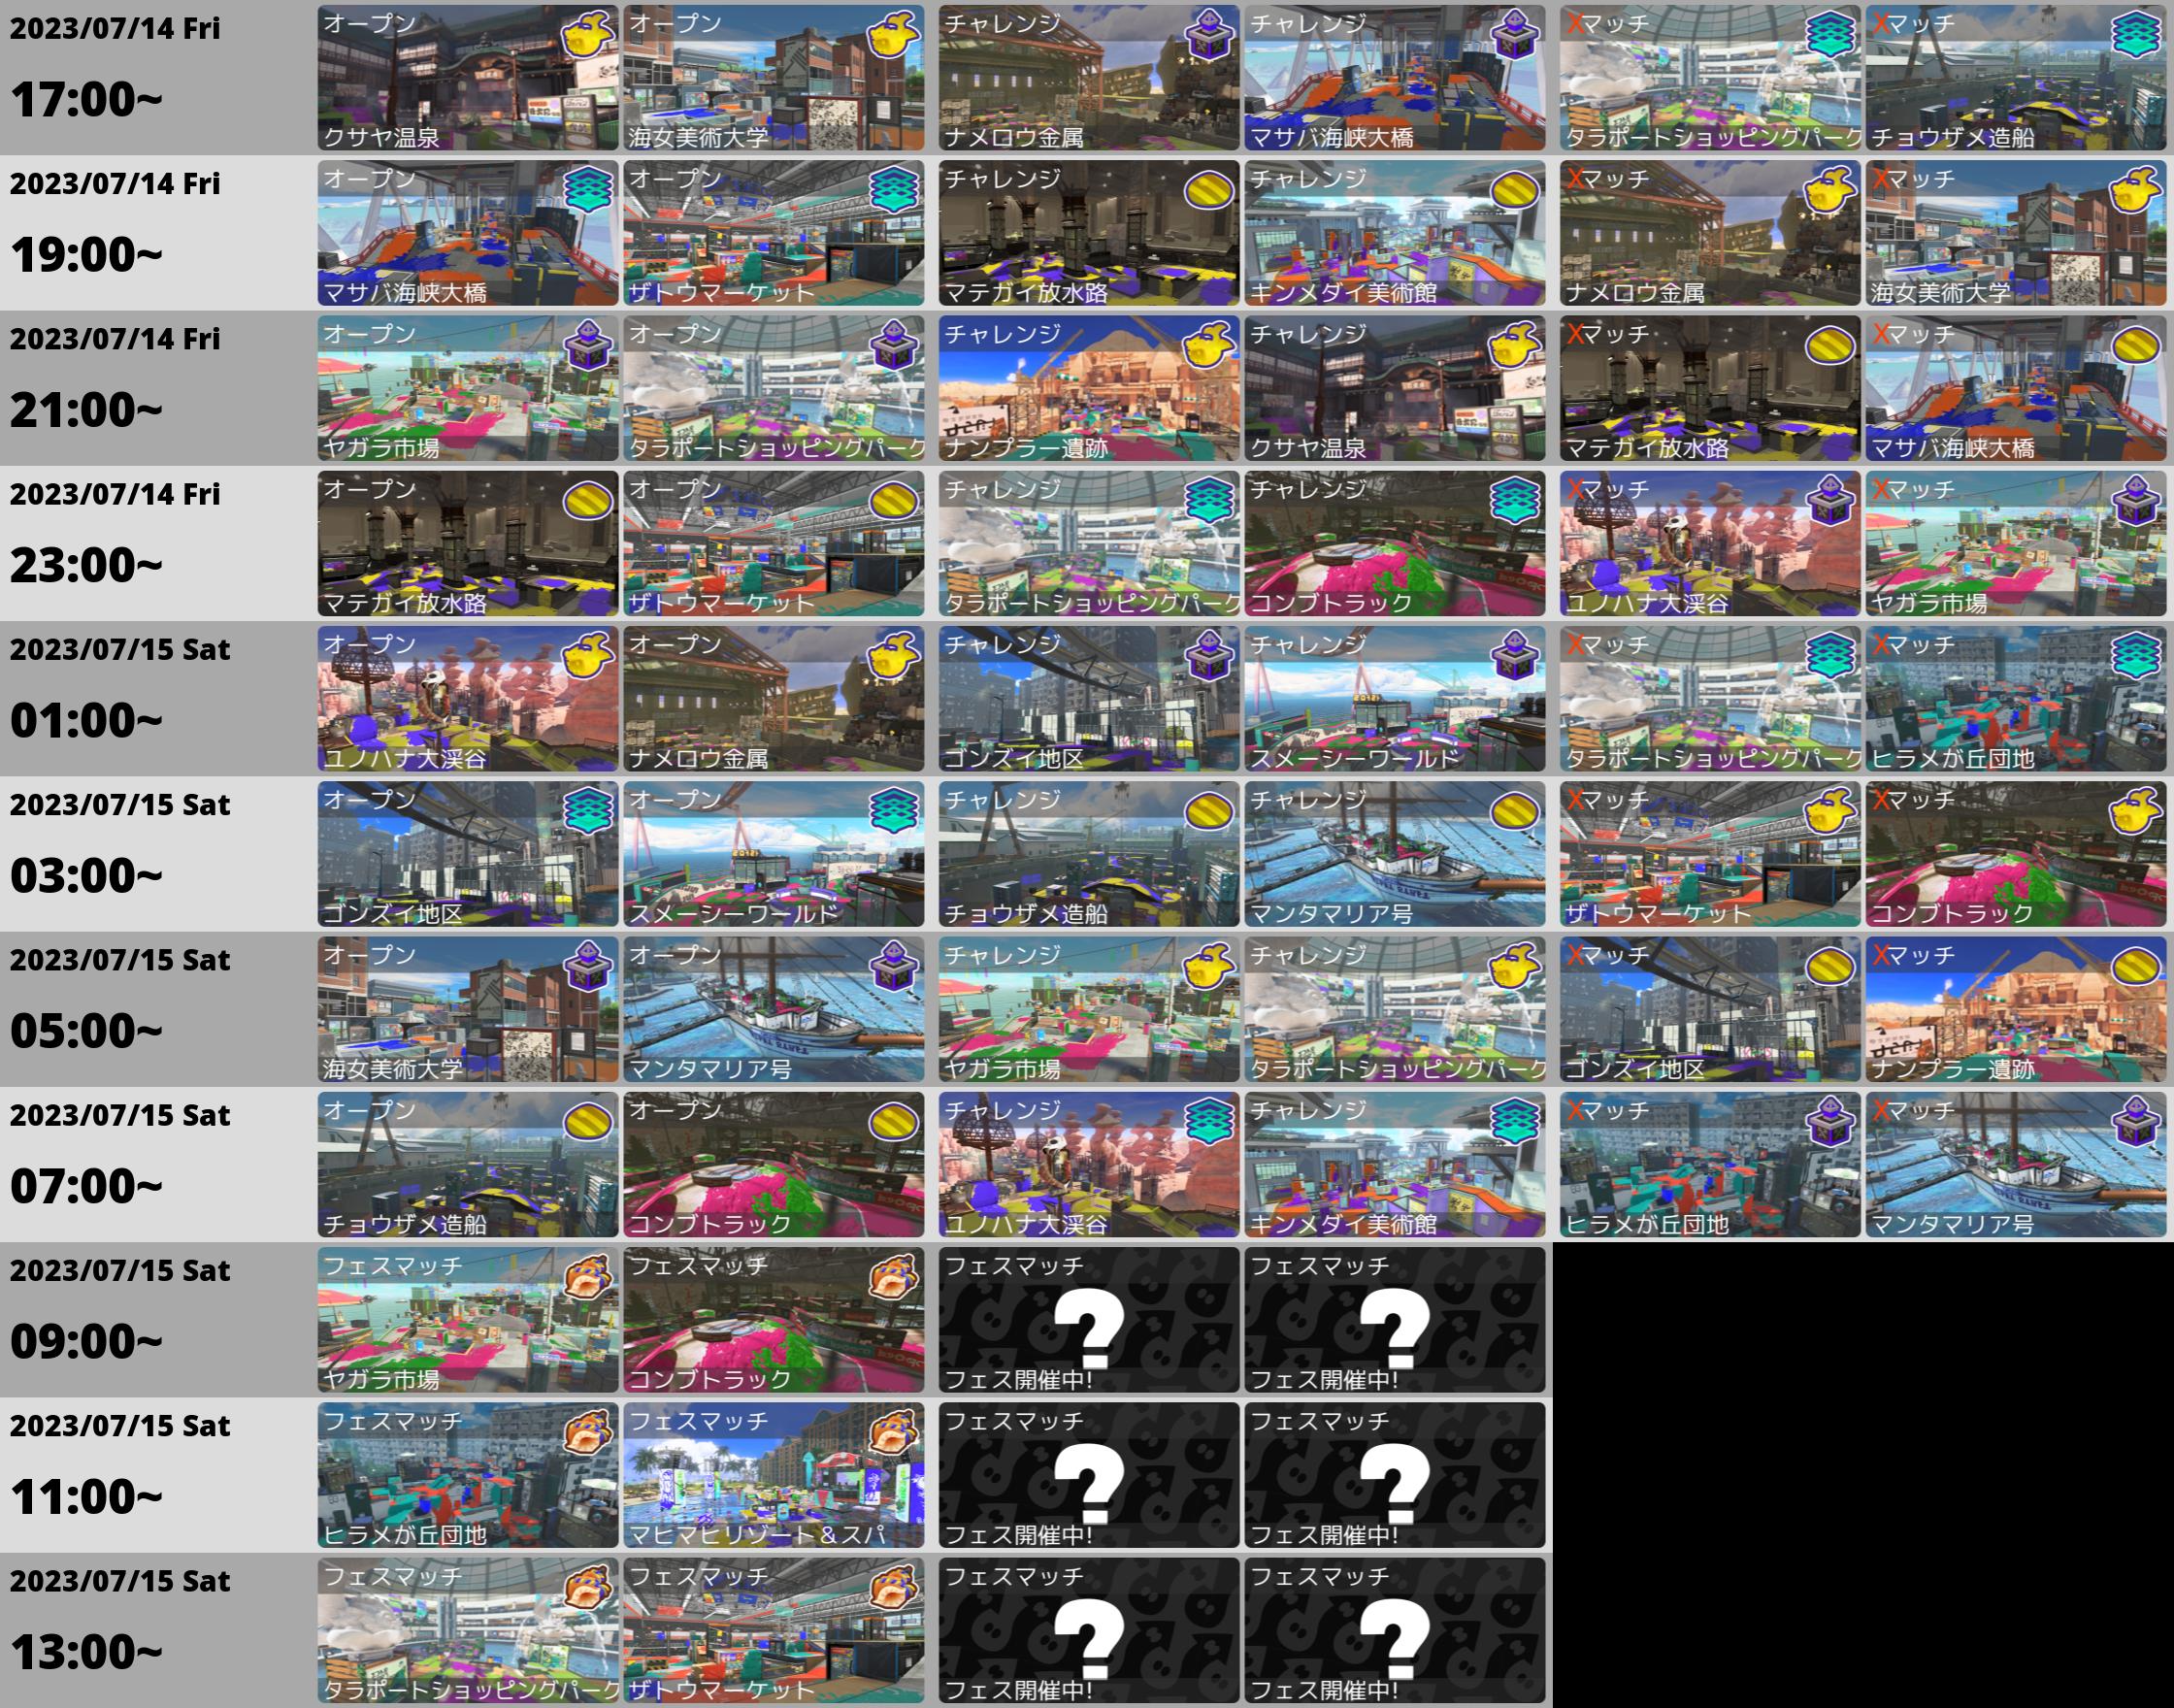 2023/07/14 Fri
17:00~
オープン
クサヤ温泉
オープン
海女美術大学
チャレンジ
ナメロウ金属
チャレンジ
マサバ海峡大橋
Xマッチ
タラポートショッピングパーク
Xマッチ
チョウザメ造船
2023/07/14 Fri
19:00~
オープン
マサバ海峡大橋
オープン
ザトウマーケット
チャレンジ
マテガイ放水路
チャレンジ
キンメダイ美術館
Xマッチ
ナメロウ金属
Xマッチ
海女美術大学
2023/07/14 Fri
21:00~
オープン
ヤガラ市場
オープン
タラポートショッピングパーク
チャレンジ
ナンプラー遺跡
チャレンジ
クサヤ温泉
Xマッチ
マテガイ放水路
Xマッチ
マサバ海峡大橋
2023/07/14 Fri
23:00~
オープン
マテガイ放水路
オープン
ザトウマーケット
チャレンジ
タラポートショッピングパーク
チャレンジ
コンブトラック
Xマッチ
ユノハナ大渓谷
Xマッチ
ヤガラ市場
2023/07/15 Sat
01:00~
オープン
ユノハナ大渓谷
オープン
ナメロウ金属
チャレンジ
ゴンズイ地区
チャレンジ
スメーシーワールド
Xマッチ
タラポートショッピングパーク
Xマッチ
ヒラメが丘団地
2023/07/15 Sat
03:00~
オープン
ゴンズイ地区
オープン
スメーシーワールド
チャレンジ
チョウザメ造船
チャレンジ
マンタマリア号
Xマッチ
ザトウマーケット
Xマッチ
コンブトラック
2023/07/15 Sat
05:00~
オープン
海女美術大学
オープン
マンタマリア号
チャレンジ
ヤガラ市場
チャレンジ
タラポートショッピングパーク
Xマッチ
ゴンズイ地区
Xマッチ
ナンプラー遺跡
2023/07/15 Sat
07:00~
オープン
チョウザメ造船
オープン
コンブトラック
チャレンジ
ユノハナ大渓谷
チャレンジ
キンメダイ美術館
Xマッチ
ヒラメが丘団地
Xマッチ
マンタマリア号
2023/07/15 Sat
09:00~
フェスマッチ
ヤガラ市場
フェスマッチ
コンブトラック
フェスマッチ
?
フェス開催中!
フェスマッチ
?
フェス開催中!
2023/07/15 Sat
11:00~
フェスマッチ
ヒラメが丘団地
フェスマッチ
マヒマヒリゾート＆スパ
フェスマッチ
?
フェス開催中!
フェスマッチ
?
フェス開催中!
2023/07/15 Sat
13:00~
フェスマッチ
タラポートショッピングパーク
フェスマッチ
ザトウマーケット
フェスマッチ
?
フェス開催中!
フェスマッチ
?
フェス開催中!